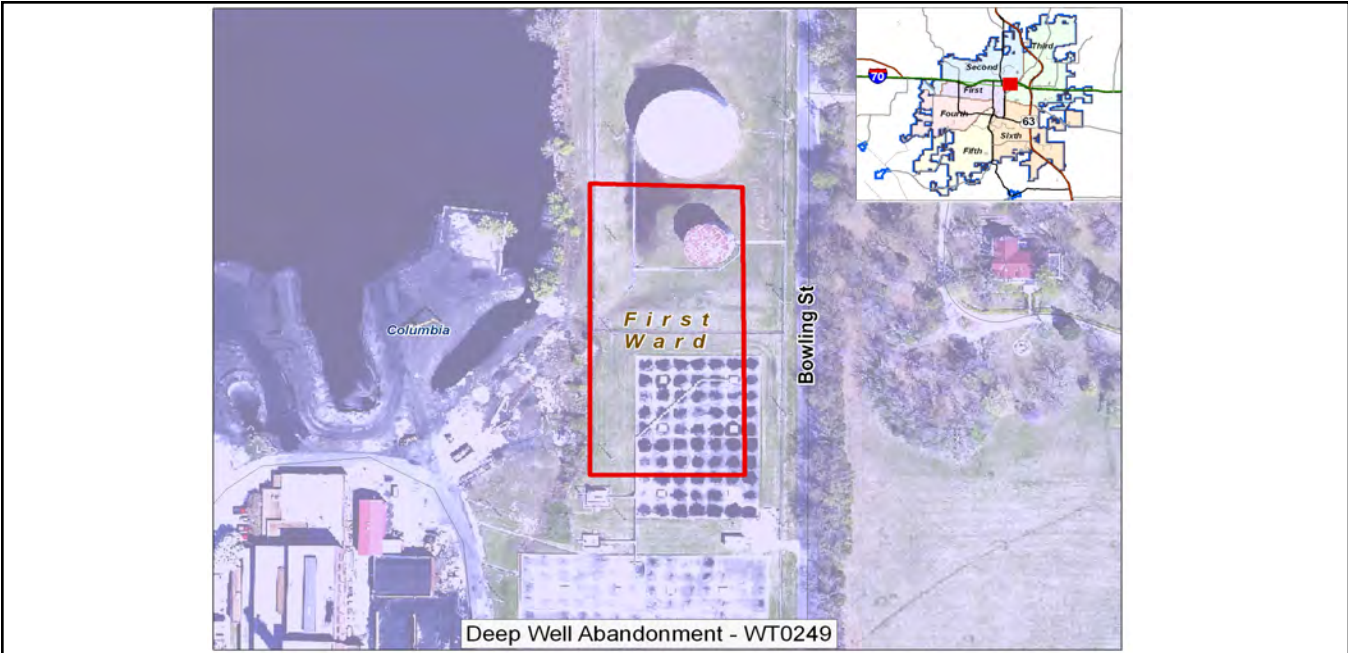 Third
Second
70
First
Fourth
63
Sixth
Fifth
Columbia
First
Ward
Bowling St
Deep Well Abandonment - WT0249